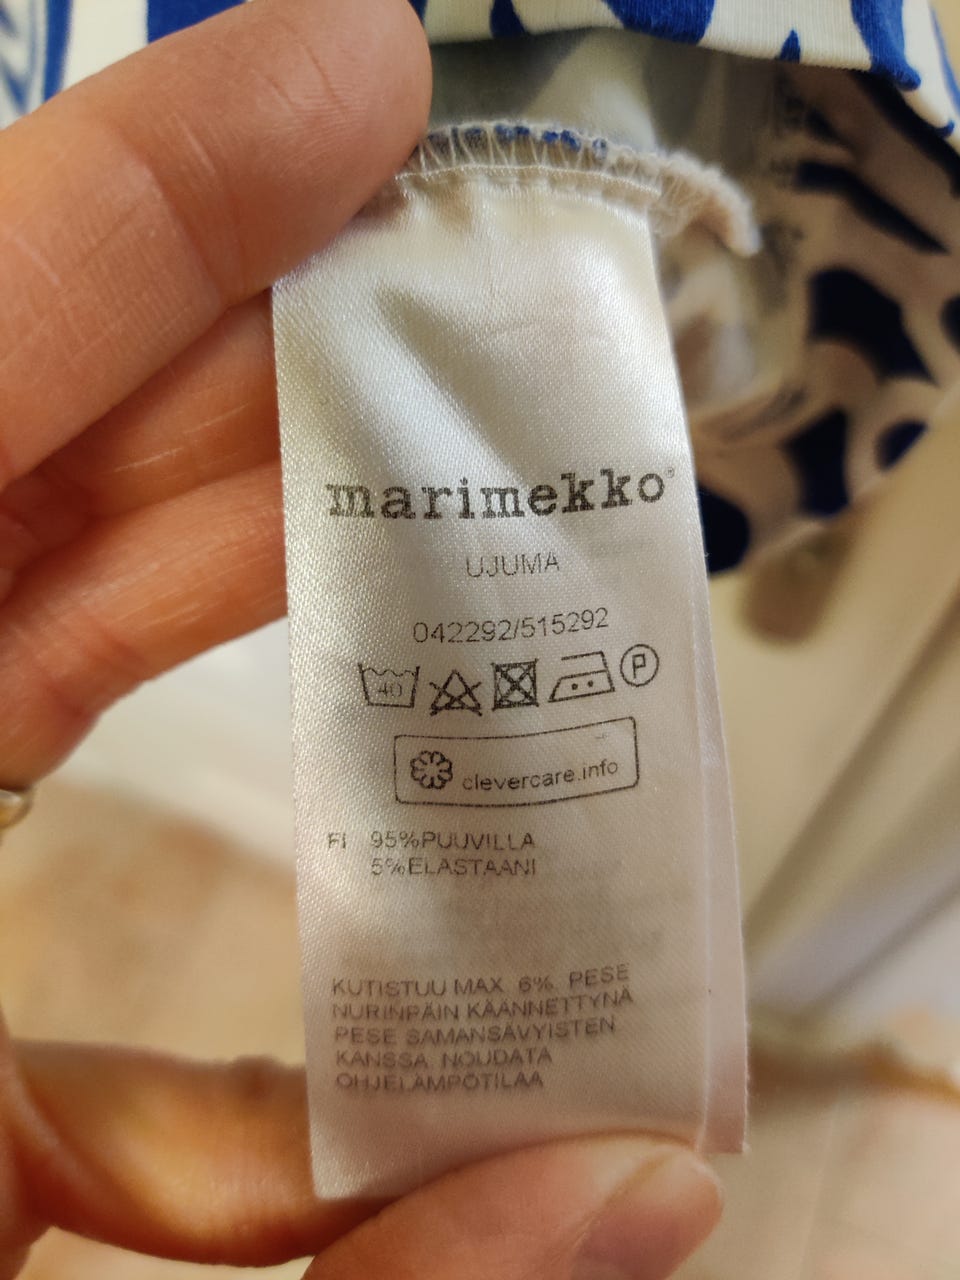 marimekko®
UJUMA
042292/515292
40 P
clevercare.info
FI 95%PUUVILLA
5%ELASTAANI
KUTISTUU MAX. 6%. PESE
NURINPÄIN KÄÄNNETTYNÄ
PESE SAMANSÄVYISTEN
KANSSA. NOUDATA
OHJELÄMPÖTILAA